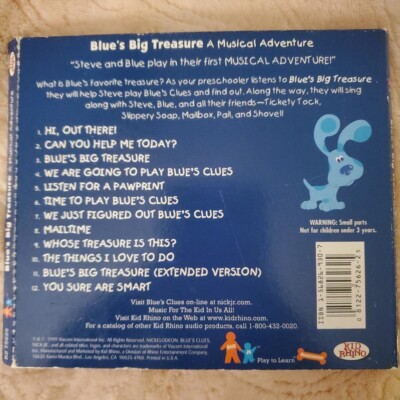 Blue's Big Treasure A Musical Adventure
"Steve and Blue play in their first MUSICAL ADVENTURE!"
What is Blue's favorite treasure? As your preschooler listens to Blue's Big Treasure,
they will help Steve play Blue's Clues and find out. Along the way, they will sing
along with Steve, Blue, and all their friends—Tickety Tock,
Slippery Soap, Mailbox, Pail, and Shovel!
1. HI, OUT THERE!
2. CAN YOU HELP ME TODAY?
3. BLUE'S BIG TREASURE
4. WE ARE GOING TO PLAY BLUE'S CLUES
5. LISTEN FOR A PAWPRINT
6. TIME TO PLAY BLUE'S CLUES
7. WE JUST FIGURED OUT BLUE'S CLUES
8. MAILTIME
9. WHOSE TREASURE IS THIS?
10. THE THINGS I LOVE TO DO
11. BLUE'S BIG TREASURE (EXTENDED VERSION)
12. YOU SURE ARE SMART
WARNING: Small parts
Not for children under 3 years.
Visit Blue's Clues on-line at nickjr.com.
Music For The Kid In Us All!
Visit Kid Rhino on the Web at www.kidrhino.com.
For a catalog of other Kid Rhino audio products, call 1-800-432-0020.
Play to Learn
KID
RHINO
Blue's Big Treasure A Musical Adventure